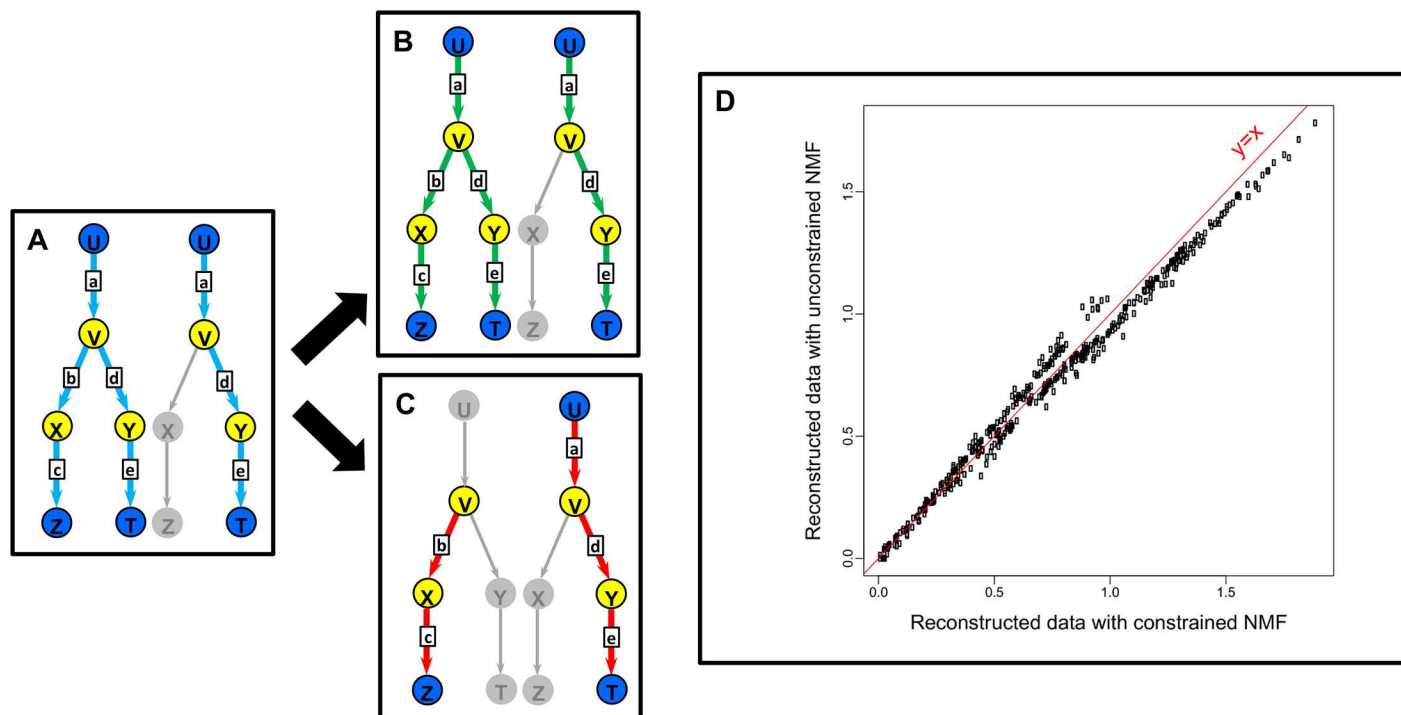 A
U U
a a
V V
b d d
X Y X Y
c e e
Z T Z T
B
U U
a a
V V
b d d
X Y X Y
c e e
Z T Z T
C
U U
a
V V
b d
X Y X Y
c e
Z T Z T
D
y=x
Reconstructed data with unconstrained NMF
1.5
1.0
0.5
0.0
0.0 0.5 1.0 1.5
Reconstructed data with constrained NMF